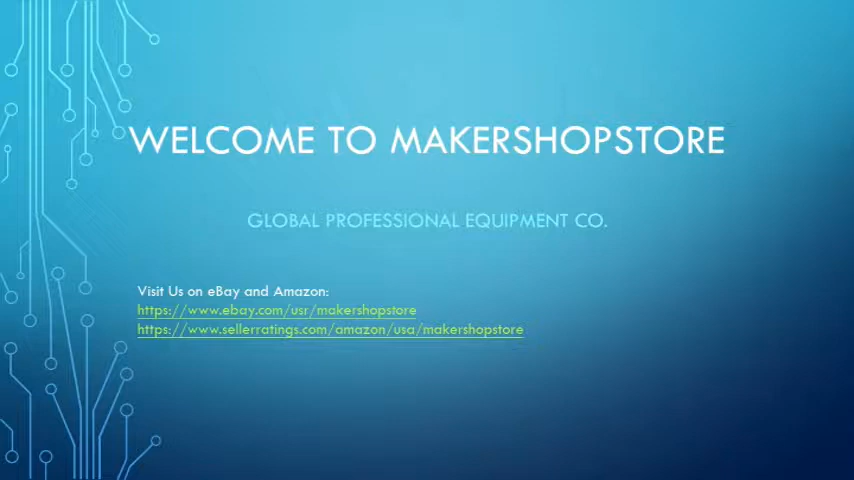 WELCOME TO MAKERSHOPSTORE
GLOBAL PROFESSIONAL EQUIPMENT CO.
Visit Us on eBay and Amazon:
https://www.ebay.com/usr/makershopstore
https://www.sellerratings.com/amazon/usa/makershopstore